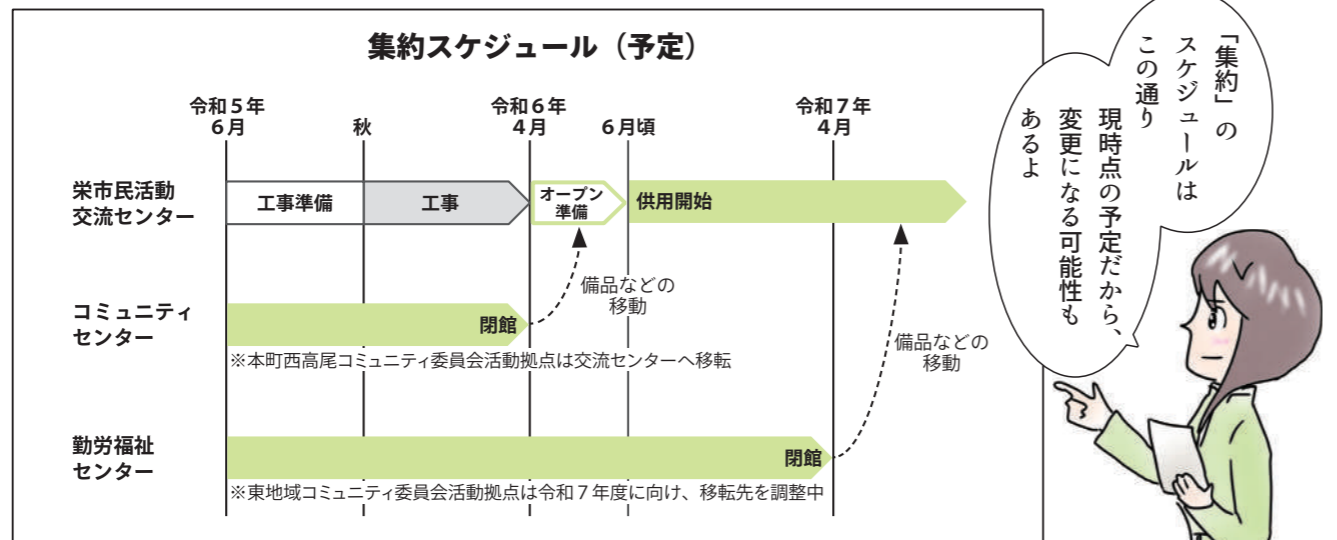 集約スケジュール（予定）
令和５年
６月
秋
令和６年
４月
６月頃
令和７年
４月
栄市民活動
交流センター
工事準備
工事
オープン
準備
供用開始
備品などの
移動
コミュニティ
センター
閉館
※本町西高尾コミュニティ委員会活動拠点は交流センターへ移転
備品などの
移動
勤労福祉
センター
閉館
※東地域コミュニティ委員会活動拠点は令和７年度に向け、移転先を調整中
「集約」の
スケジュールは
この通り
現時点の予定だから、
変更になる可能性も
あるよ